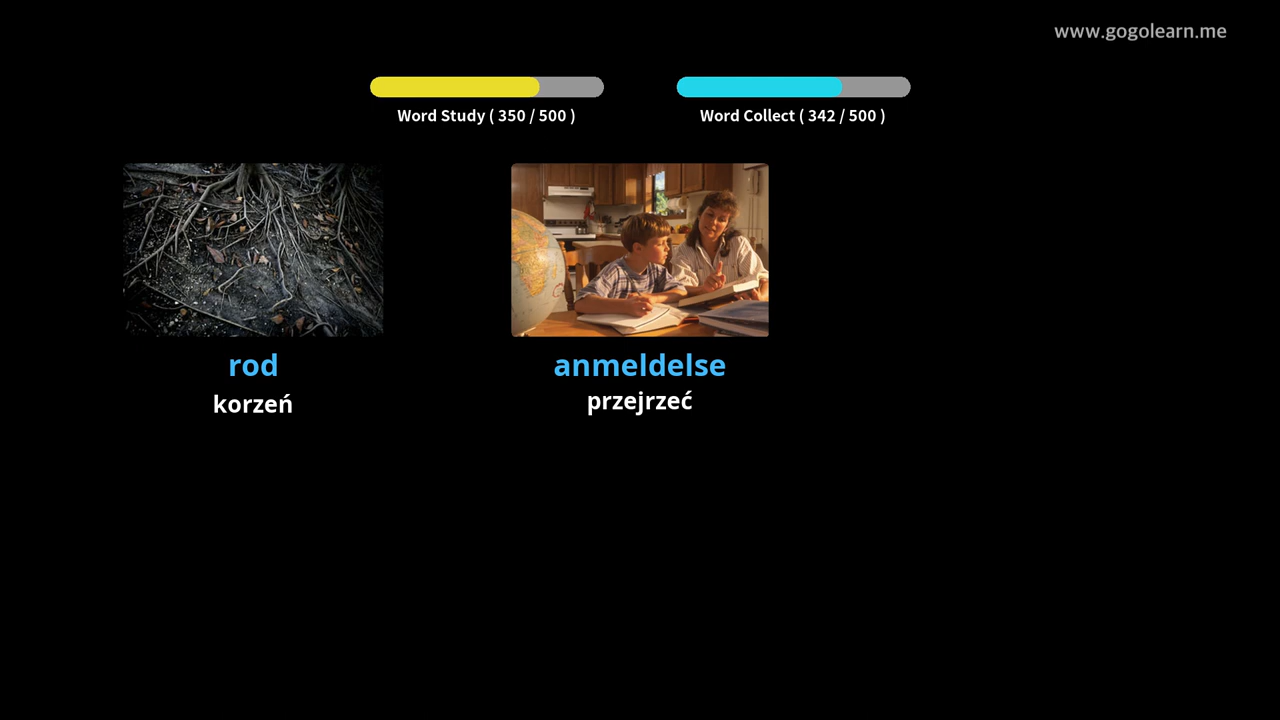 www.gogolearn.me
Word Study ( 350 / 500 )
Word Collect ( 342 / 500 )
rod
korzeń
anmeldelse
przejrzeć